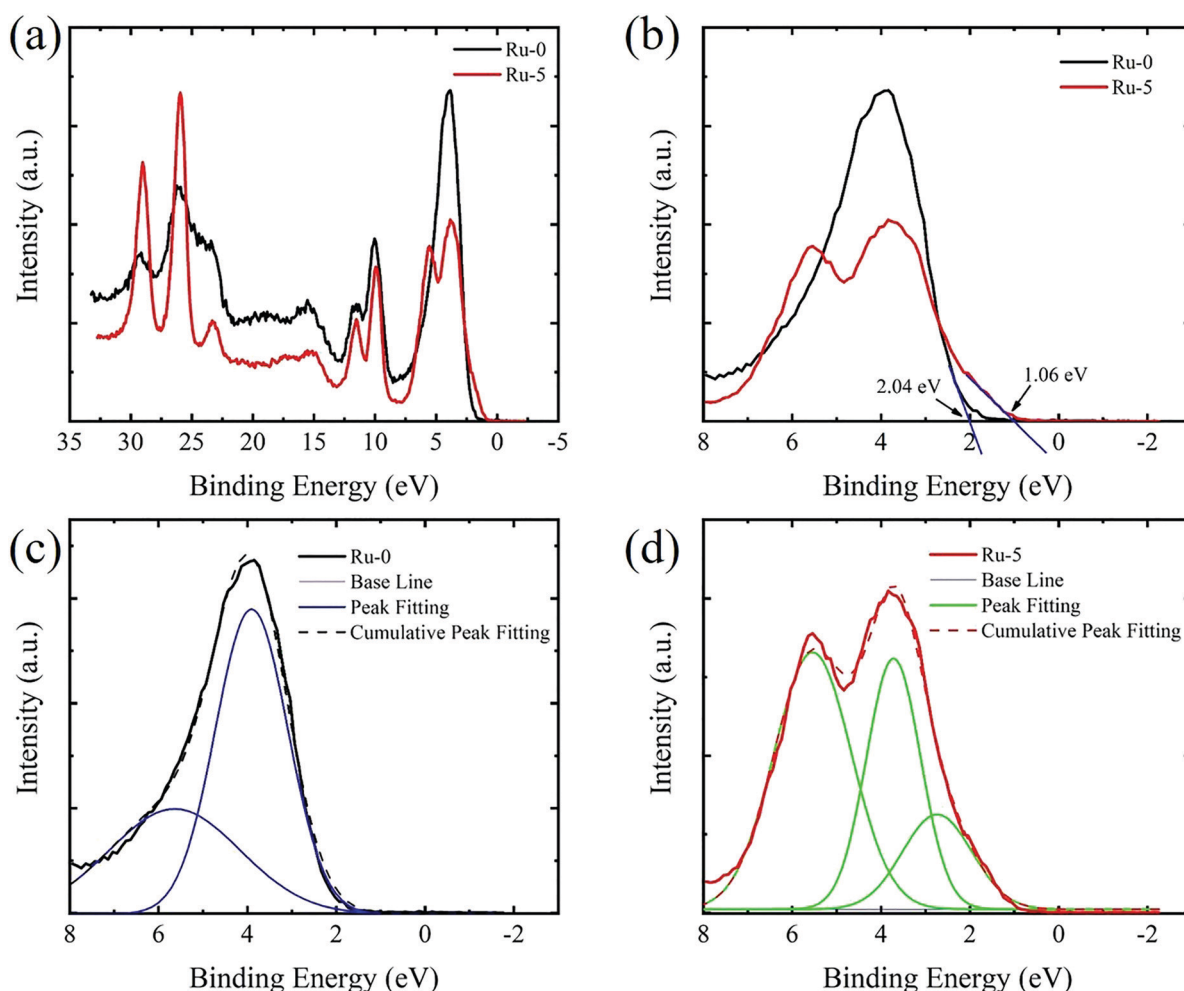 (a)
Ru-0
Ru-5
Intensity (a.u.)
35 30 25 20 15 10 5 0 -5
Binding Energy (eV)
(b)
Ru-0
Ru-5
Intensity (a.u.)
2.04 eV
1.06 eV
8 6 4 2 0 -2
Binding Energy (eV)
(c)
Ru-0
Base Line
Peak Fitting
Cumulative Peak Fitting
Intensity (a.u.)
8 6 4 2 0 -2
Binding Energy (eV)
(d)
Ru-5
Base Line
Peak Fitting
Cumulative Peak Fitting
Intensity (a.u.)
8 6 4 2 0 -2
Binding Energy (eV)